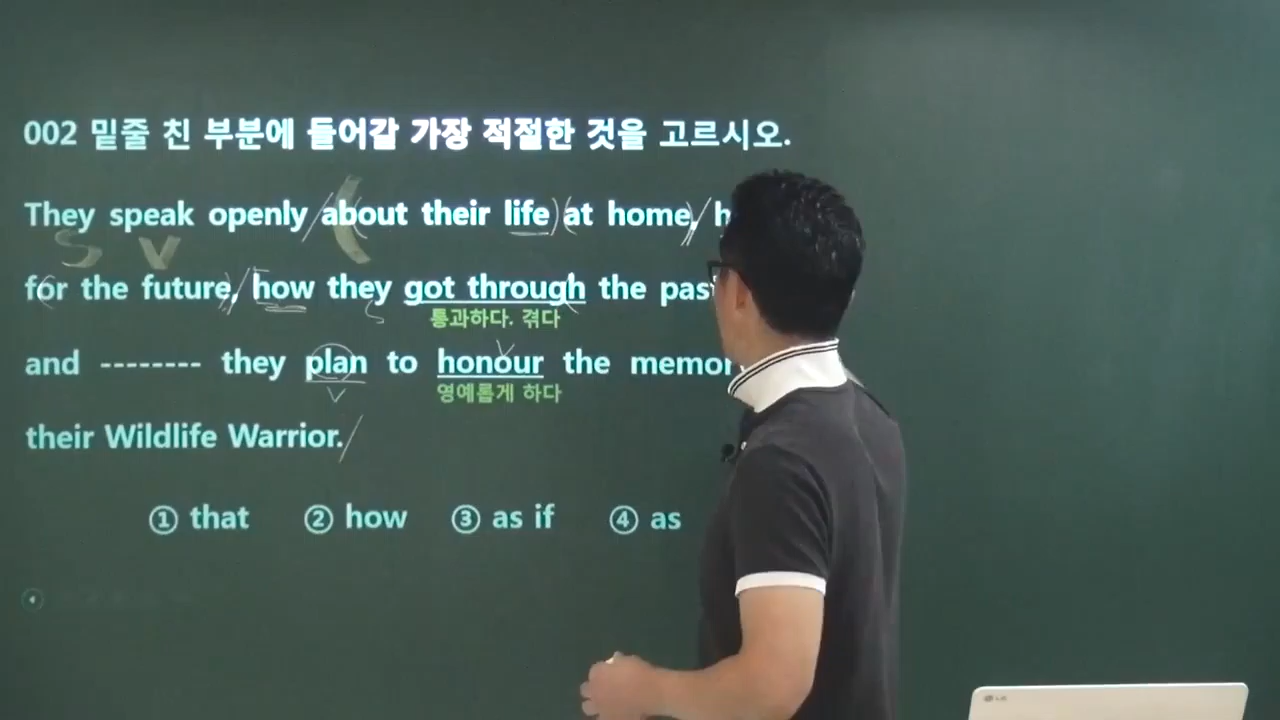 002 밑줄 친 부분에 들어갈 가장 적절한 것을 고르시오.
They speak openly about their life at home,
for the future, how they got through the past
통과하다. 겪다
and -------- they plan to honour the
영예롭게 하다
their Wildlife Warrior.
① that ② how ③ as if ④ as
S V
V
V
S
LG